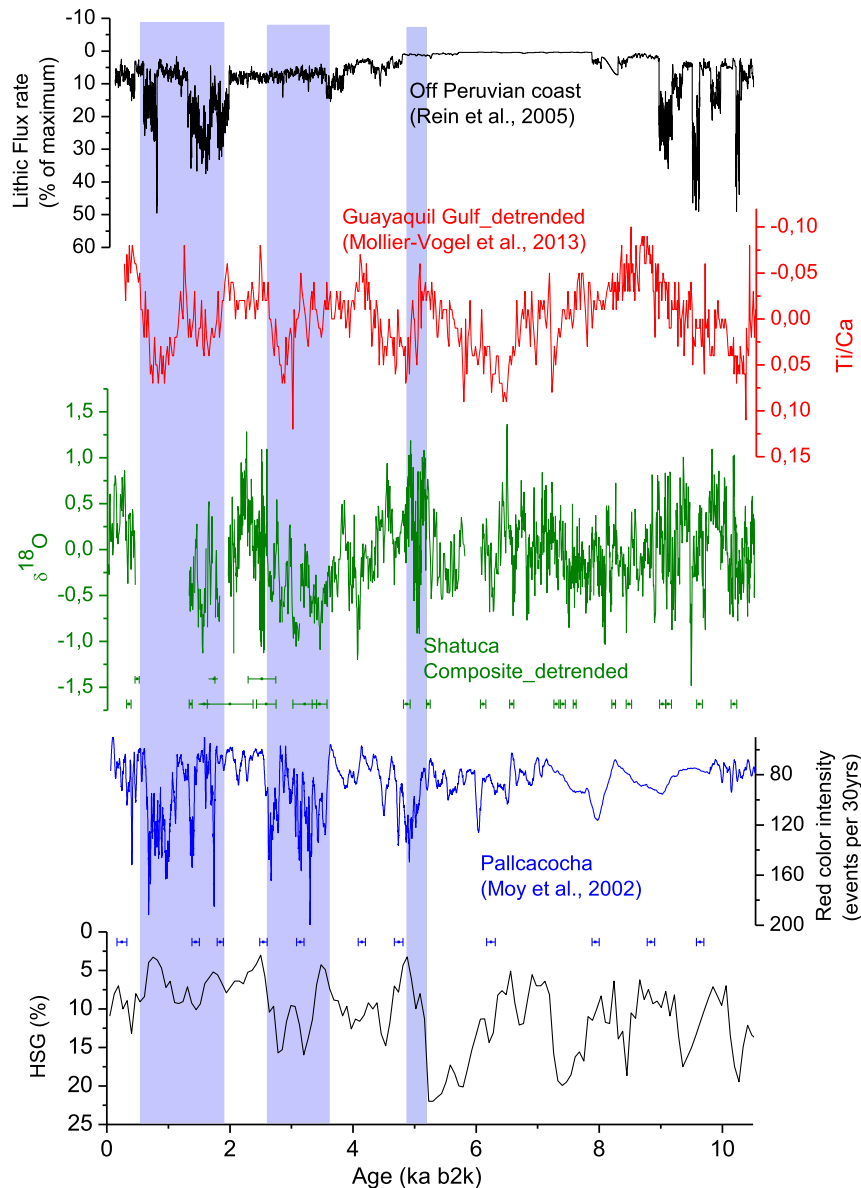 -10
0
10
20
30
40
50
60
Lithic Flux rate
(% of maximum)
Off Peruvian coast
(Rein et al., 2005)
Guayaquil Gulf_detrended
(Mollier-Vogel et al., 2013)
-0,10
-0,05
0,00
0,05
0,10
0,15
Ti/Ca
1,5
1,0
0,5
0,0
-0,5
-1,0
-1,5
δ18O
Shatuca
Composite_detrended
80
120
160
200
Red color intensity
(events per 30yrs)
Pallcacocha
(Moy et al., 2002)
0
5
10
15
20
25
HSG (%)
0 2 4 6 8 10
Age (ka b2k)